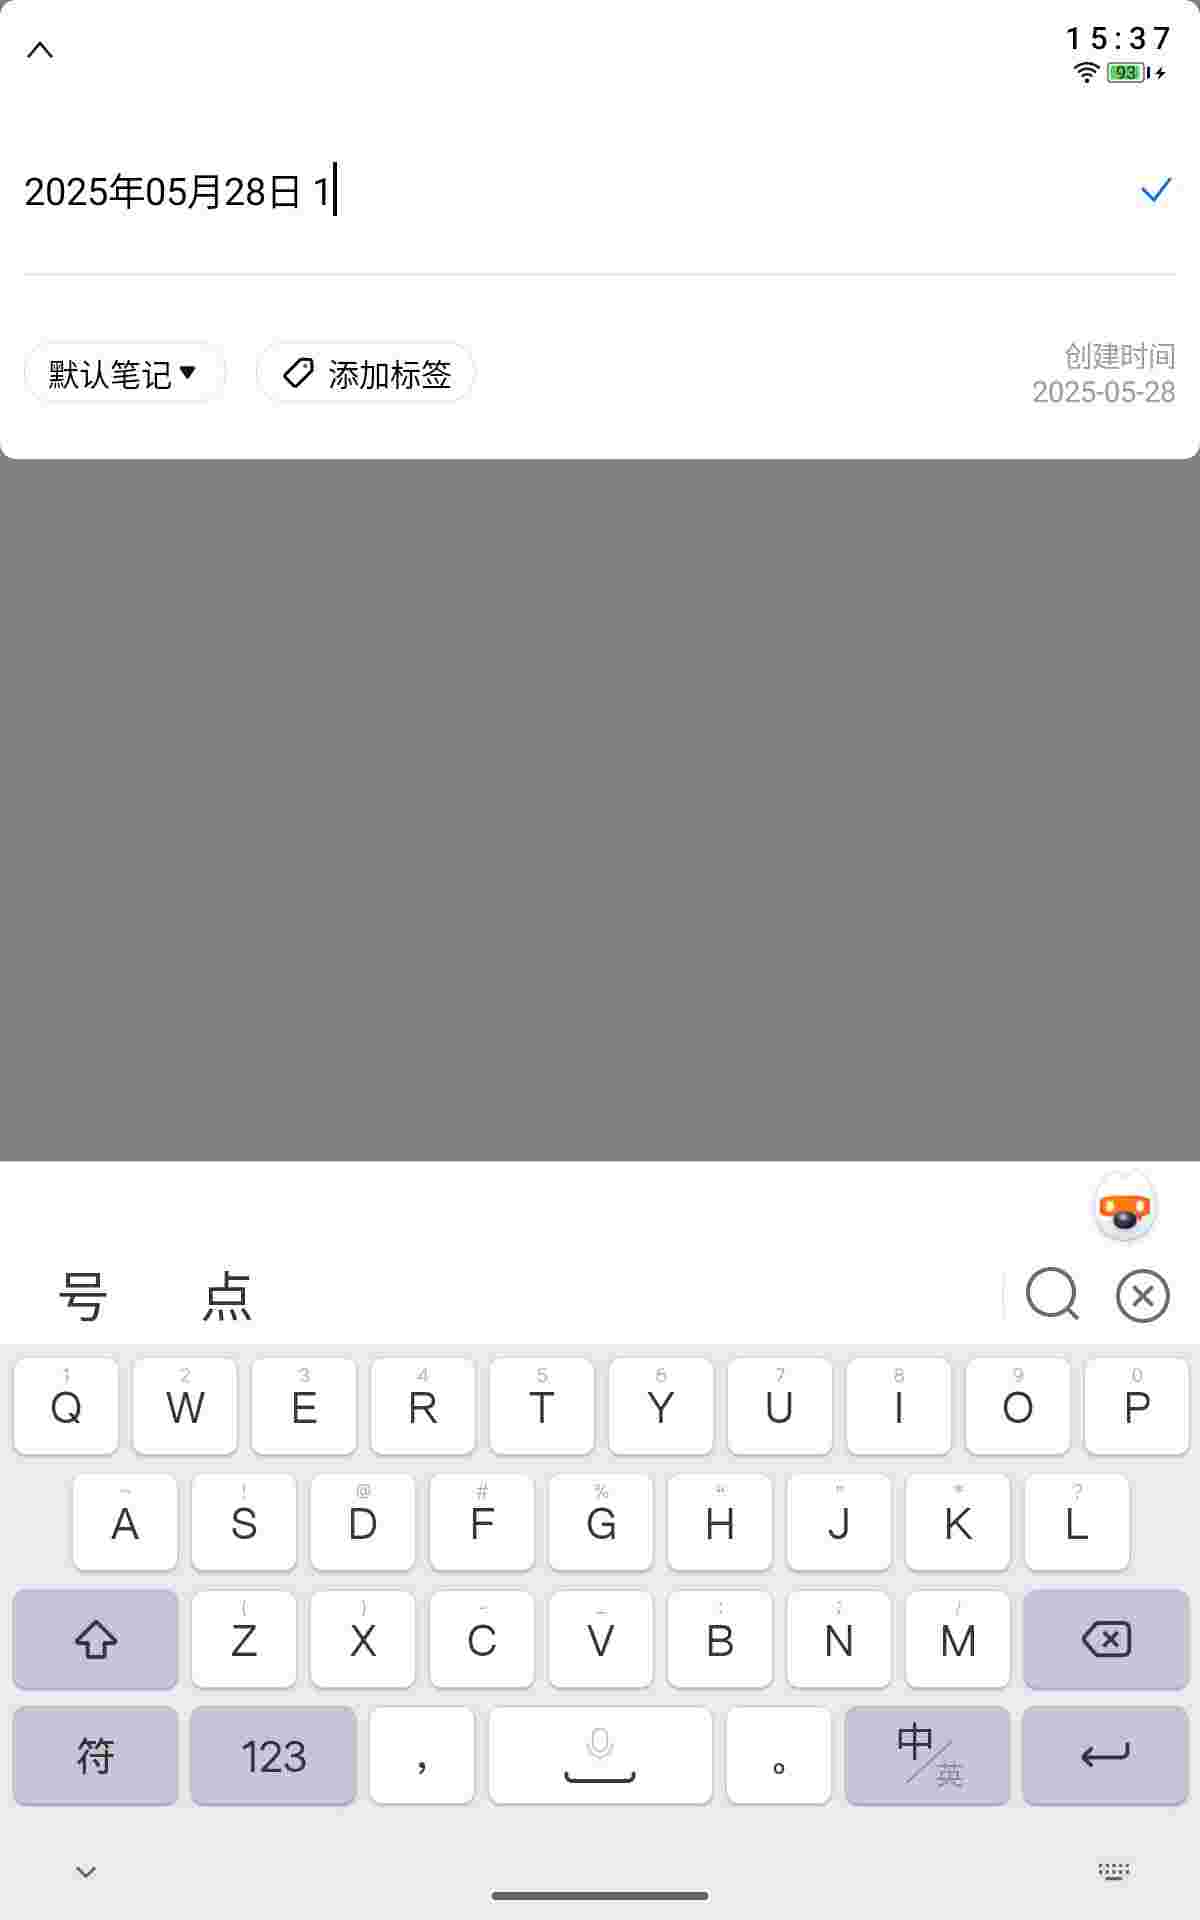 15:37
93
2025年05月28日 1
默认笔记 添加标签
创建时间
2025-05-28
号 点
1 2 3 4 5 6 7 8 9 0
Q W E R T Y U I O P
~ ! @ # % “ ” * ?
A S D F G H J K L
( ) - _ : ; /
Z X C V B N M
符 123 ， 。 中/英